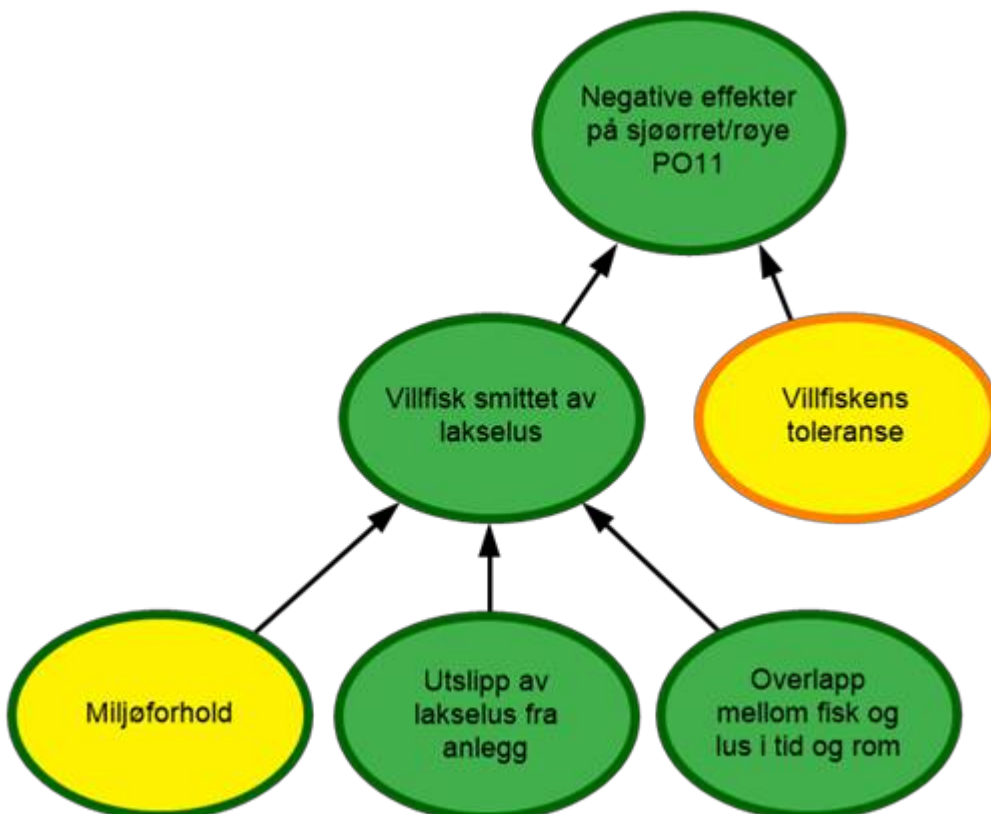 Negative effekter
på sjøørret/røye
PO11
Villfisk smittet av
lakselus
Villfiskens
toleranse
Miljøforhold
Utslipp av
lakselus fra
anlegg
Overlapp
mellom fisk og
lus i tid og rom